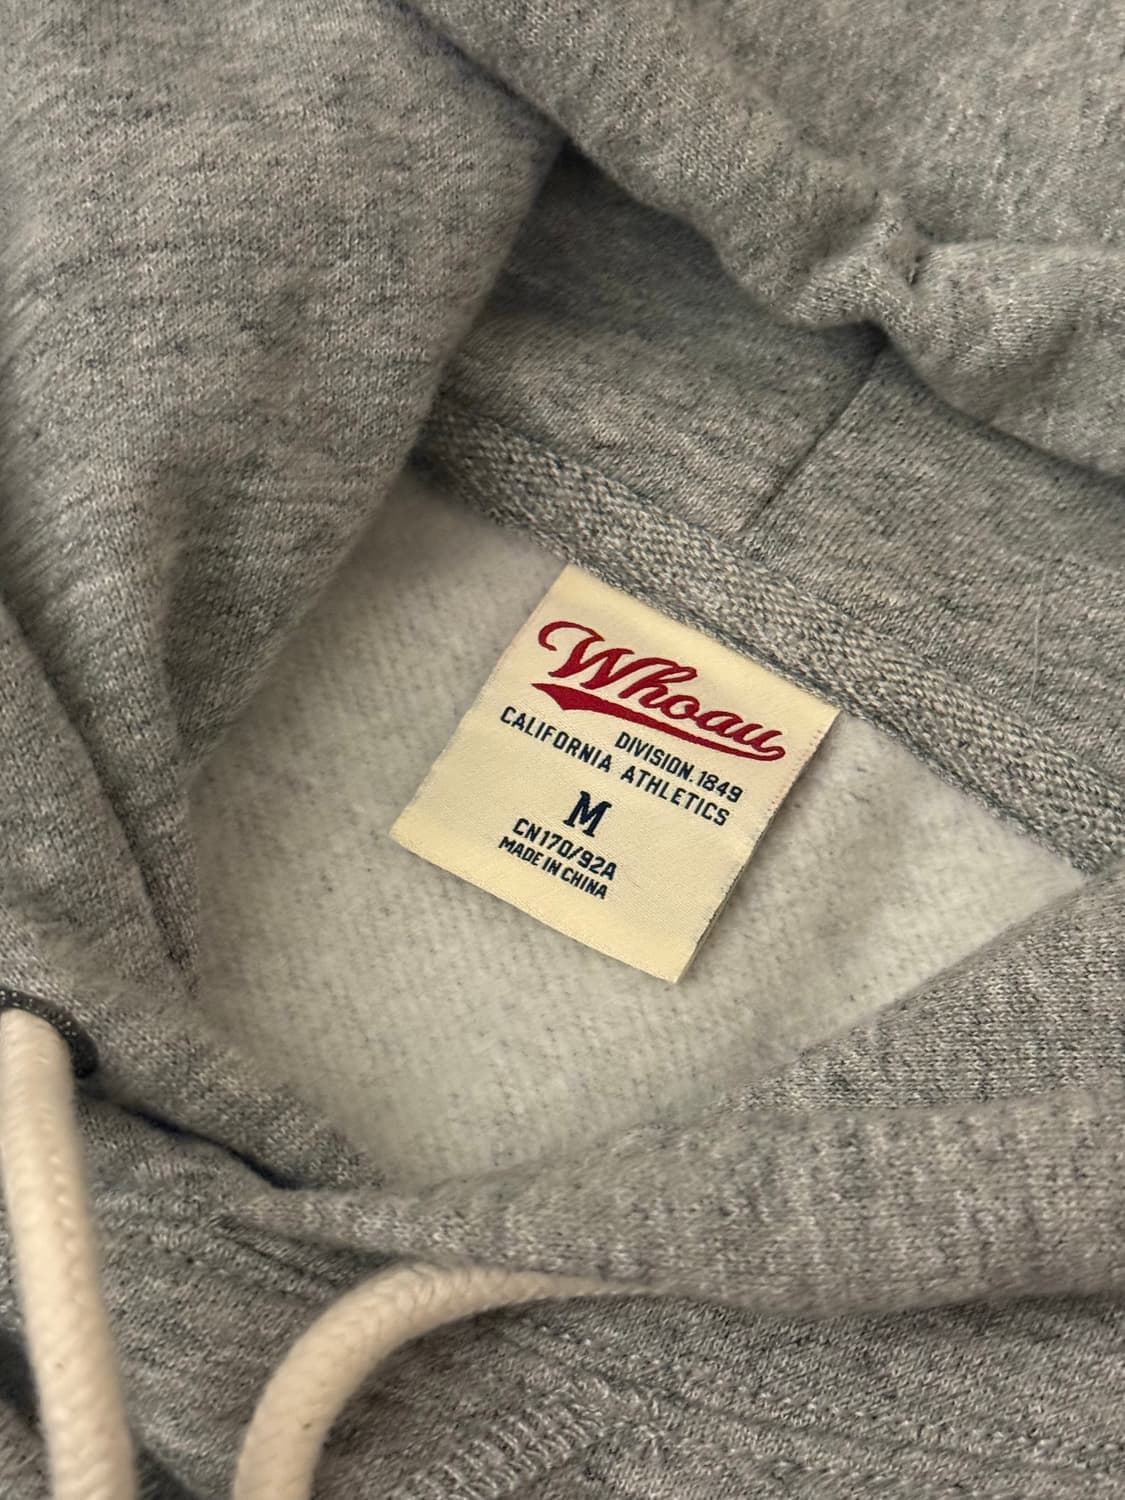 Whoau
DIVISION.1849
CALIFORNIA ATHLETICS
M
CN170/92A
MADE IN CHINA